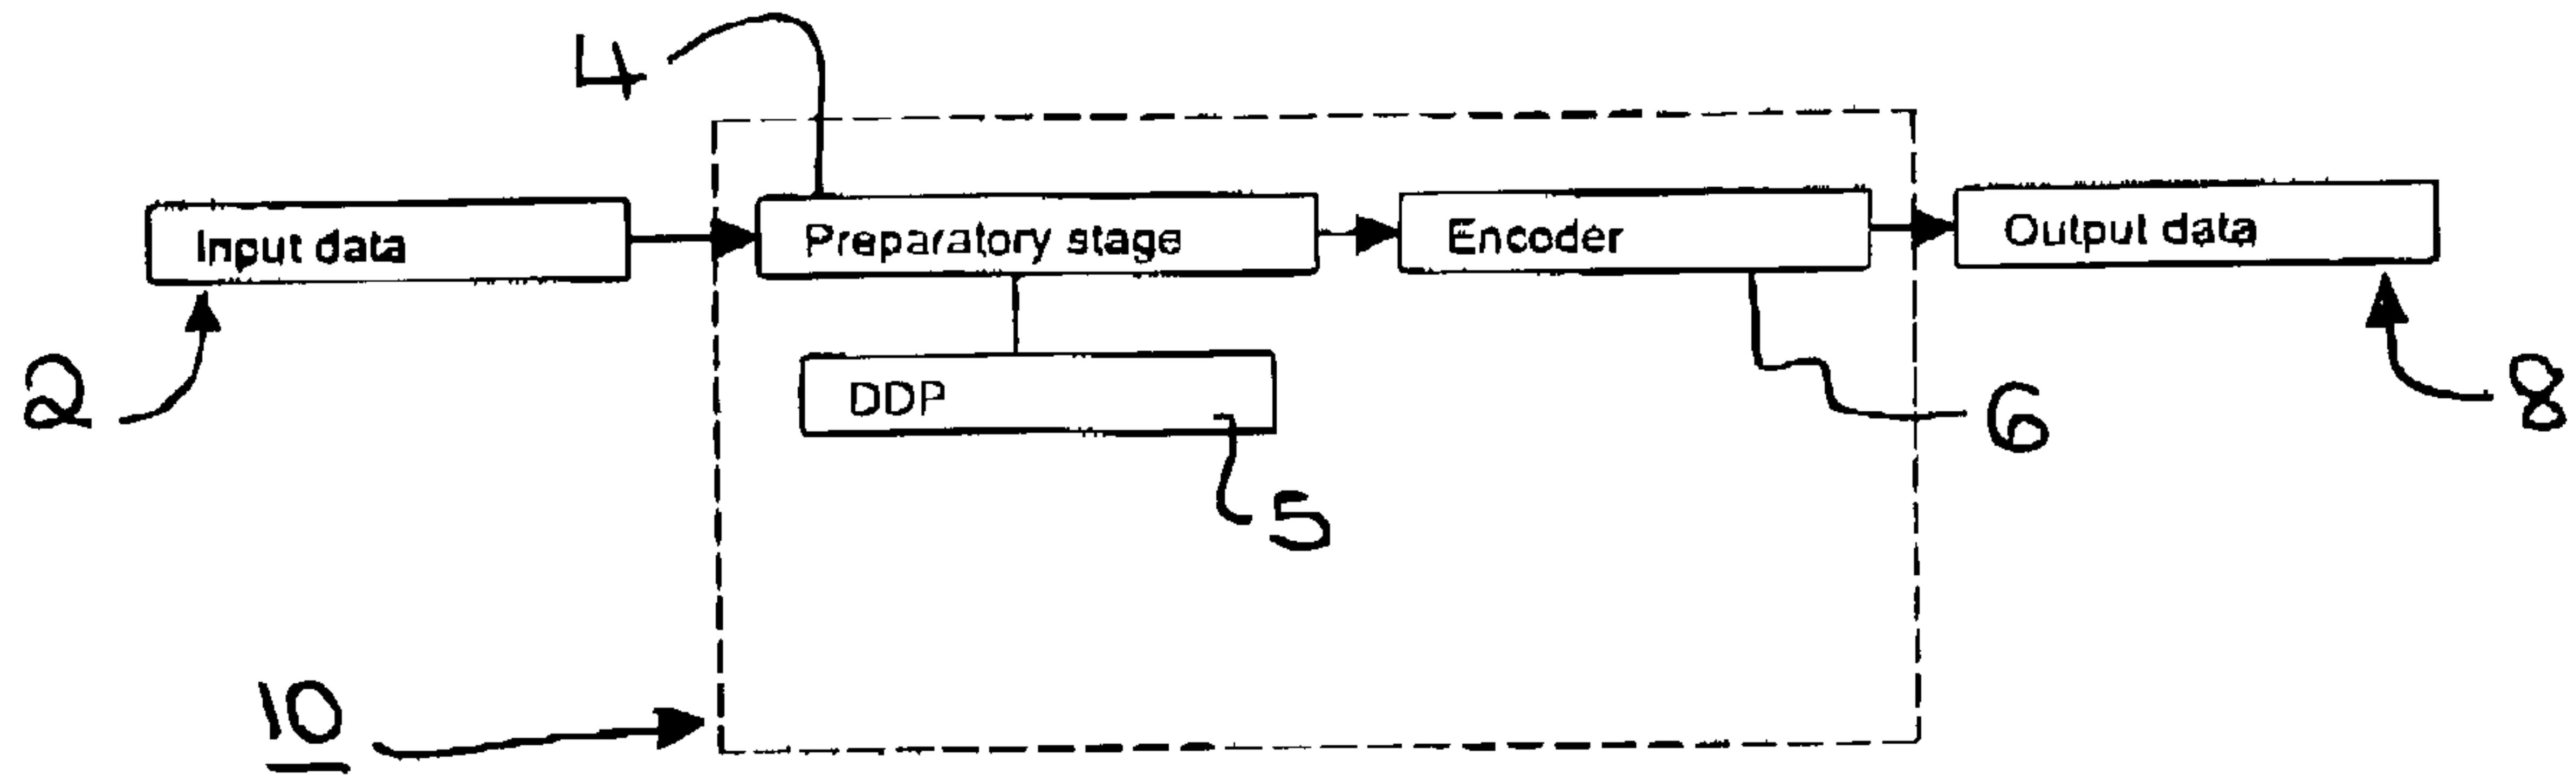 4
Input data
Preparatory stage
Encoder
Output data
2
DDP
5
6
8
10